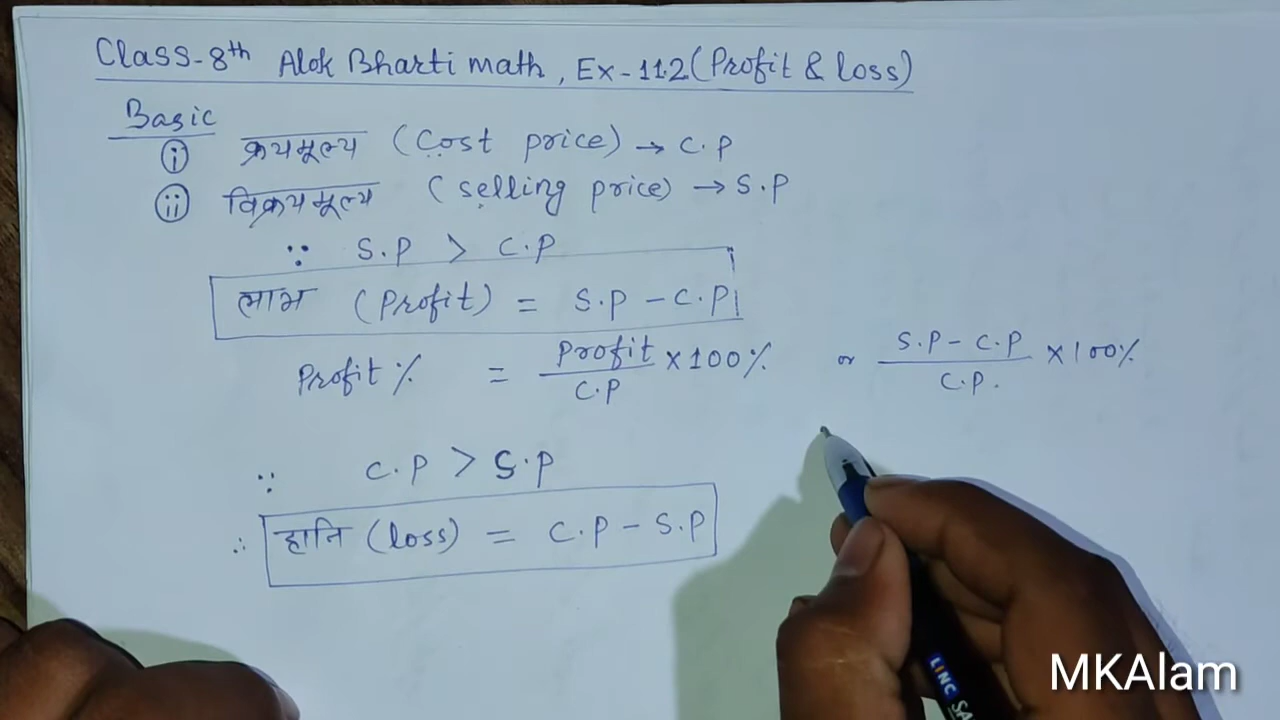 Class-8th Alok Bharti math, Ex-11.2 (Profit & loss)
Basic
(i) क्रयमूल्य (Cost price) → C.P
(ii) विक्रयमूल्य (selling price) → S.P
∵ S.P > C.P
लाभ (Profit) = S.P - C.P
Profit % = Profit/C.P × 100% or S.P - C.P/C.P. × 100%
∵ C.P > S.P
∴ हानि (loss) = C.P - S.P
LINC
MKAlam